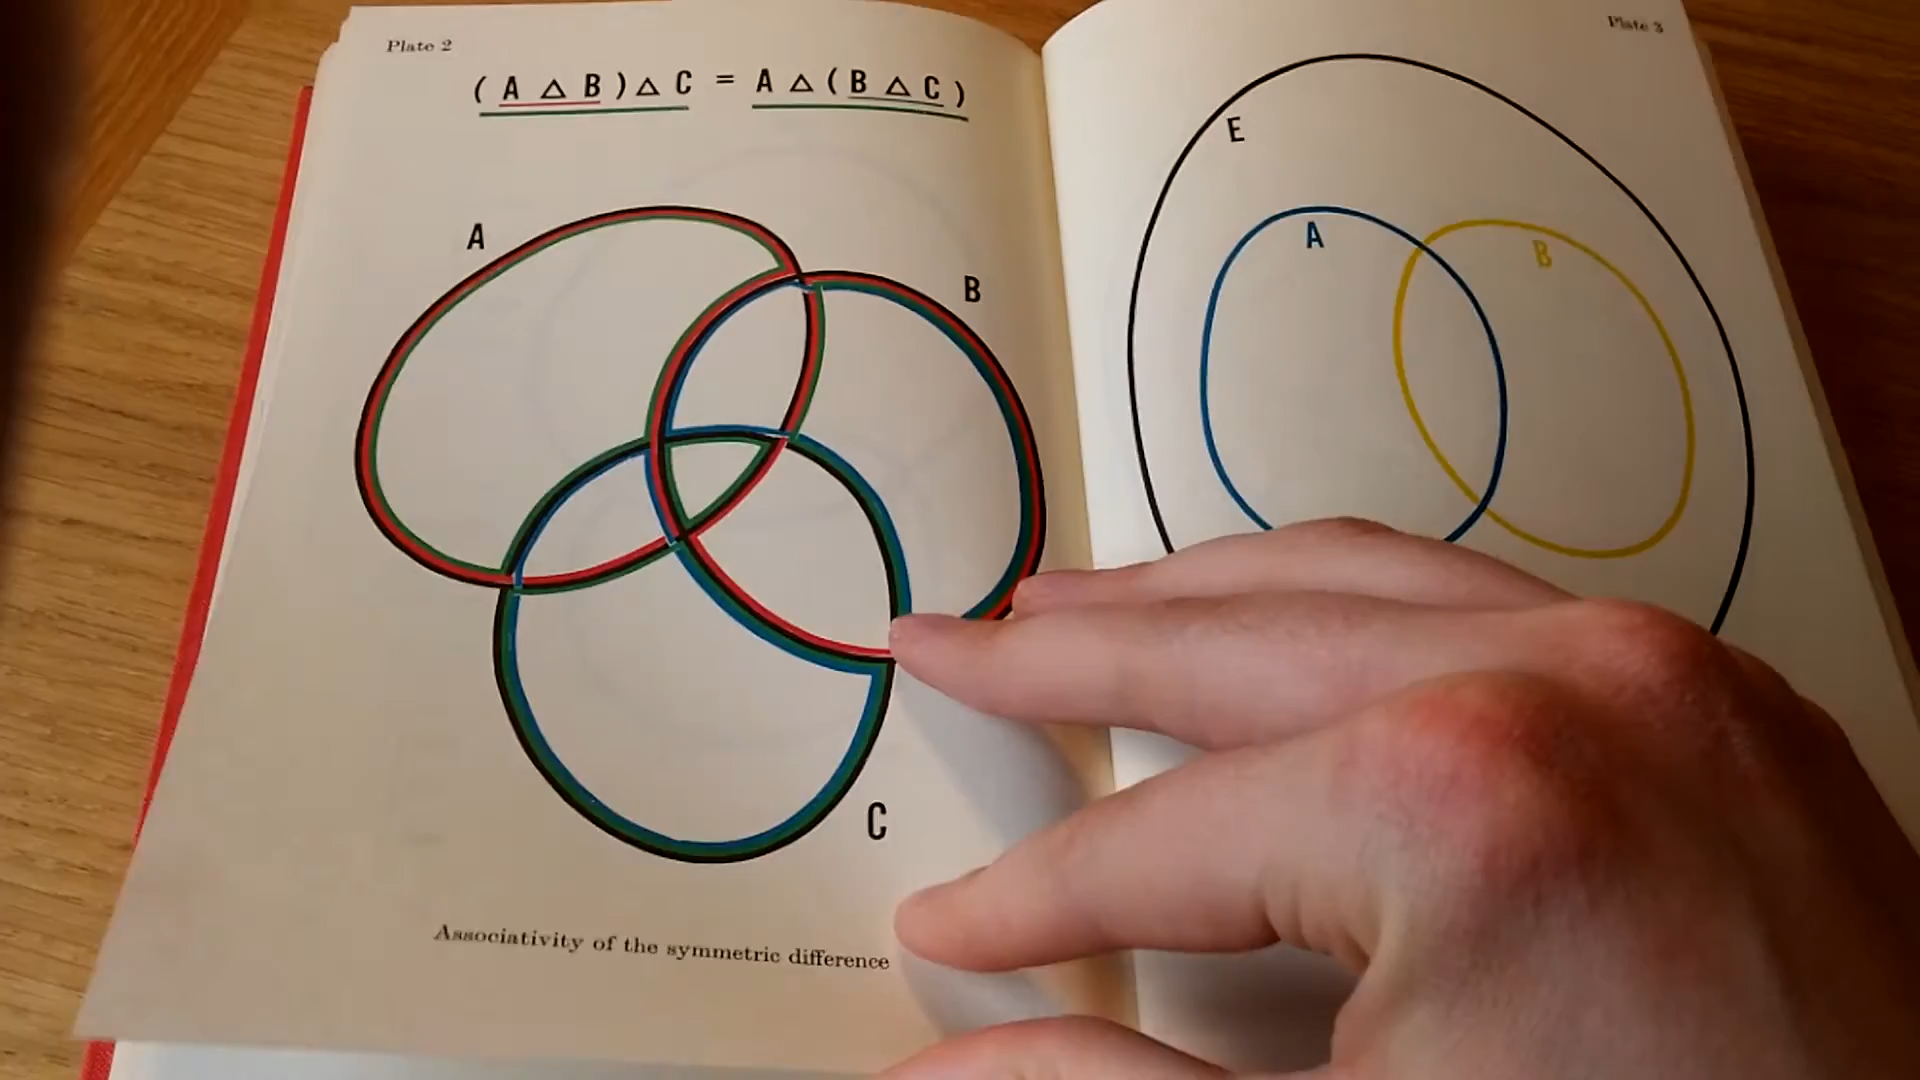 Plate 2
( A △ B ) △ C = A △ ( B △ C )
A
B
C
Associativity of the symmetric difference
Plate 3
E
A
B